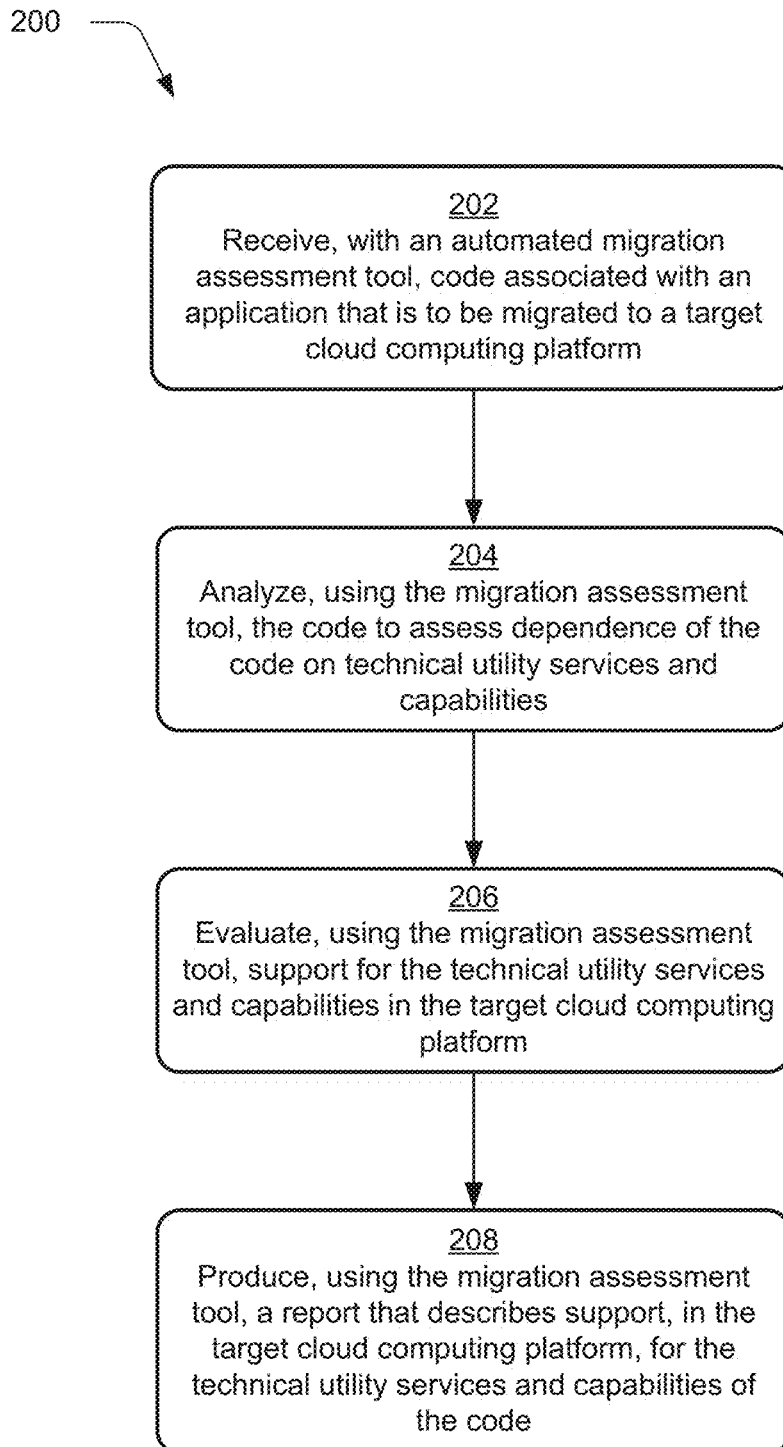 200
202
Receive, with an automated migration
assessment tool, code associated with an
application that is to be migrated to a target
cloud computing platform
204
Analyze, using the migration assessment
tool, the code to assess dependence of the
code on technical utility services and
capabilities
206
Evaluate, using the migration assessment
tool, support for the technical utility services
and capabilities in the target cloud computing
platform
208
Produce, using the migration assessment
tool, a report that describes support, in the
target cloud computing platform, for the
technical utility services and capabilities of
the code